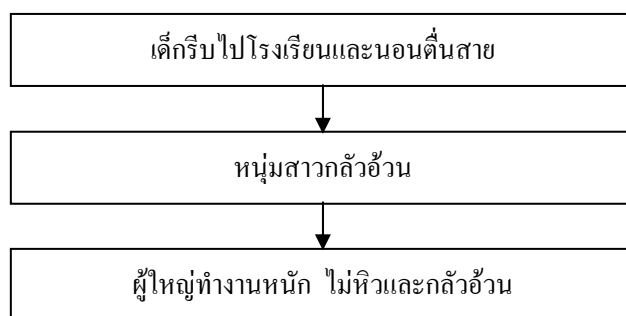 เด็กรีบไปโรงเรียนและนอนตื่นสาย
หนุ่มสาวกลัวอ้วน
ผู้ใหญ่ทำงานหนัก ไม่หิวและกลัวอ้วน